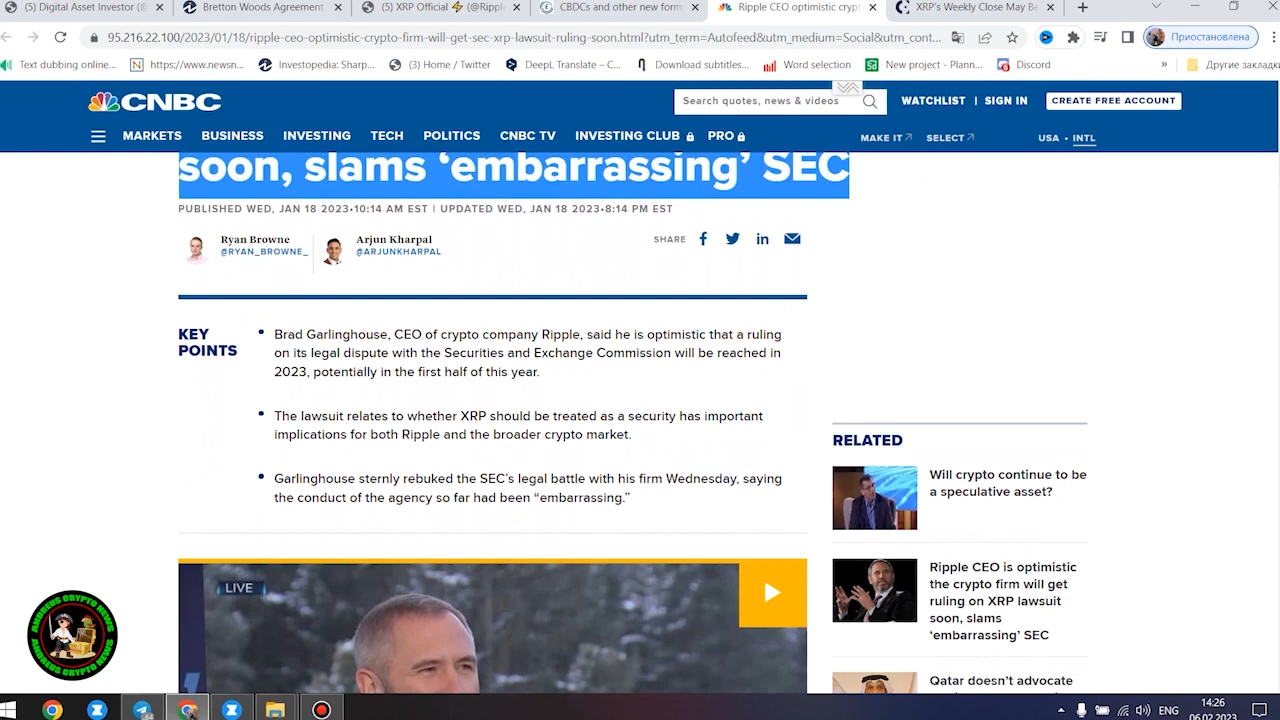 (5) Digital Asset Investor (@
Bretton Woods Agreement
(5) XRP Official ⚡ (@Ripple
CBDCs and other new form
Ripple CEO optimistic crypt
XRP's Weekly Close May Be
95.216.22.100/2023/01/18/ripple-ceo-optimistic-crypto-firm-will-get-sec-xrp-lawsuit-ruling-soon.html?utm_term=Autofeed&utm_medium=Social&utm_cont...
Приостановлена
Text dubbing online...
https://www.newsn...
Investopedia: Sharp...
(3) Home / Twitter
DeepL Translate – C...
Download subtitles...
Word selection
New project - Plann...
Discord
»
Другие закладки
CNBC
Search quotes, news & videos
WATCHLIST | SIGN IN
CREATE FREE ACCOUNT
MARKETS BUSINESS INVESTING TECH POLITICS CNBC TV INVESTING CLUB PRO
MAKE IT SELECT
USA • INTL
soon, slams ‘embarrassing’ SEC
PUBLISHED WED, JAN 18 2023•10:14 AM EST | UPDATED WED, JAN 18 2023•8:14 PM EST
Ryan Browne
@RYAN_BROWNE_
Arjun Kharpal
@ARJUNKHARPAL
SHARE
KEY
POINTS
Brad Garlinghouse, CEO of crypto company Ripple, said he is optimistic that a ruling
on its legal dispute with the Securities and Exchange Commission will be reached in
2023, potentially in the first half of this year.
The lawsuit relates to whether XRP should be treated as a security has important
implications for both Ripple and the broader crypto market.
Garlinghouse sternly rebuked the SEC’s legal battle with his firm Wednesday, saying
the conduct of the agency so far had been “embarrassing.”
RELATED
Will crypto continue to be
a speculative asset?
Ripple CEO is optimistic
the crypto firm will get
ruling on XRP lawsuit
soon, slams
‘embarrassing’ SEC
Qatar doesn’t advocate
LIVE
ANDREUS CRYPTO NEWS
ANDREUS CRYPTO NEWS
ENG
14:26
06.02.2023